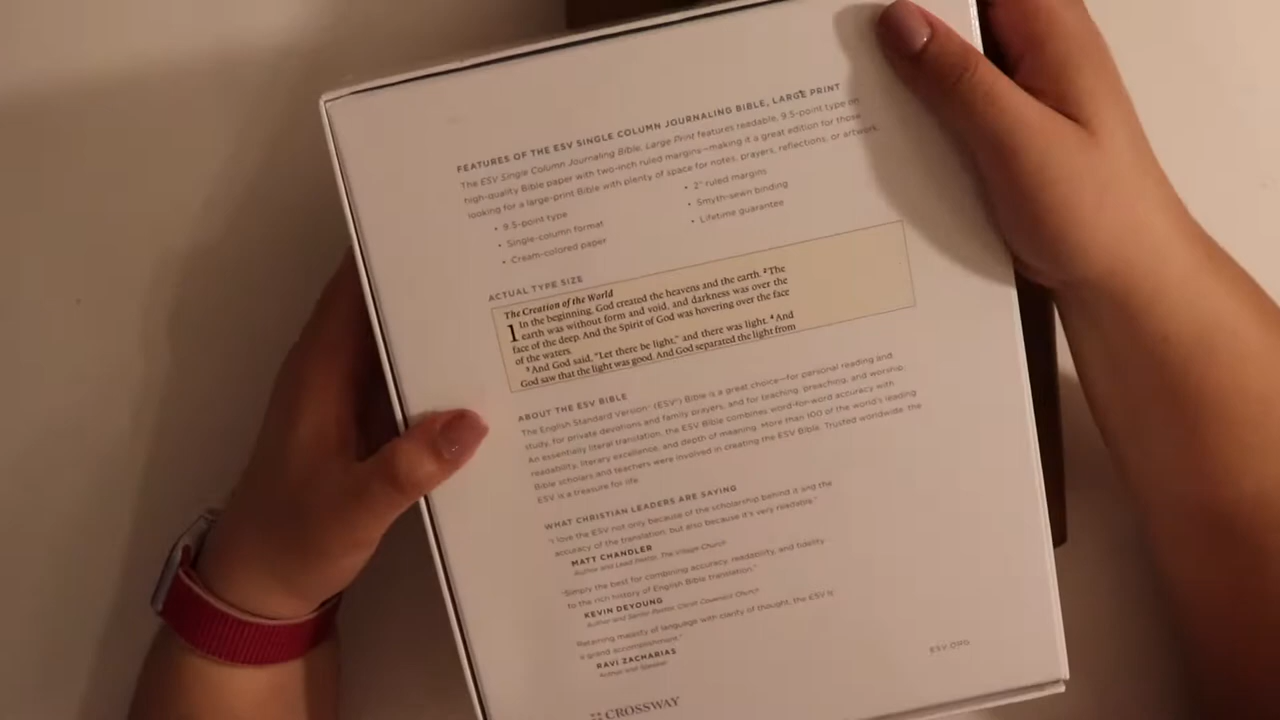 FEATURES OF THE ESV SINGLE COLUMN JOURNALING BIBLE, LARGE PRINT
The ESV Single Column Journaling Bible, Large Print features readable, 9.5-point type on
high-quality Bible paper with two-inch ruled margins—making it a great edition for those
looking for a large-print Bible with plenty of space for notes, prayers, reflections, or artwork.
• 9.5-point type
• Single-column format
• Cream-colored paper
• 2" ruled margins
• Smyth-sewn binding
• Lifetime guarantee
ACTUAL TYPE SIZE
The Creation of the World
1 In the beginning, God created the heavens and the earth. 2 The
earth was without form and void, and darkness was over the
face of the deep. And the Spirit of God was hovering over the face
of the waters.
3 And God said, "Let there be light," and there was light. 4 And
God saw that the light was good. And God separated the light from
ABOUT THE ESV BIBLE
The English Standard Version™ (ESV®) Bible is a great choice—for personal reading and
study, for private devotions and family prayers, and for teaching, preaching, and worship.
An essentially literal translation, the ESV Bible combines word-for-word accuracy with
readability, literary excellence, and depth of meaning. More than 100 of the world's leading
Bible scholars and teachers were involved in creating the ESV Bible. Trusted worldwide, the
ESV is a treasure for life.
WHAT CHRISTIAN LEADERS ARE SAYING
"I love the ESV not only because of the scholarship behind it and the
accuracy of the translation, but also because it's very readable."
MATT CHANDLER
Author and Lead Pastor, The Village Church
"Simply the best for combining accuracy, readability, and fidelity
to the rich history of English Bible translation."
KEVIN DEYOUNG
Author and Senior Pastor, Christ Covenant Church
"Retaining majesty of language with clarity of thought, the ESV is
a grand accomplishment."
RAVI ZACHARIAS
Author and Speaker
ESV.ORG
CROSSWAY